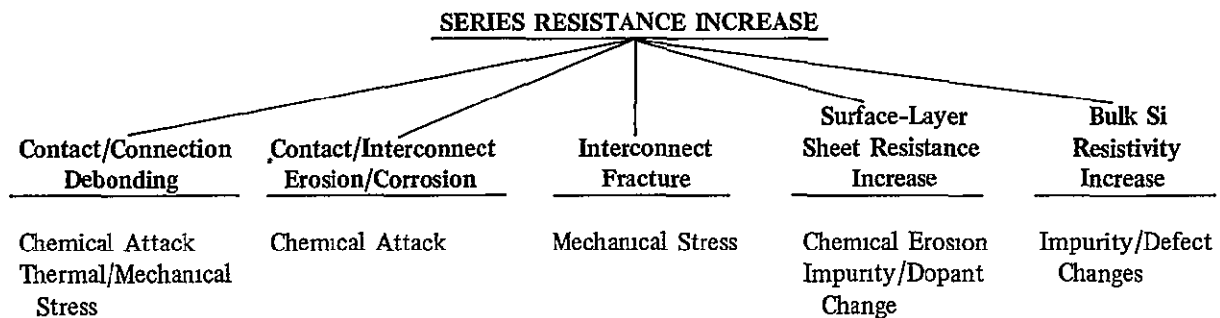 SERIES RESISTANCE INCREASE
Contact/Connection
Debonding
Chemical Attack
Thermal/Mechanical
Stress
Contact/Interconnect
Erosion/Corrosion
Chemical Attack
Interconnect
Fracture
Mechanical Stress
Surface-Layer
Sheet Resistance
Increase
Chemical Erosion
Impurity/Dopant
Change
Bulk Si
Resistivity
Increase
Impurity/Defect
Changes